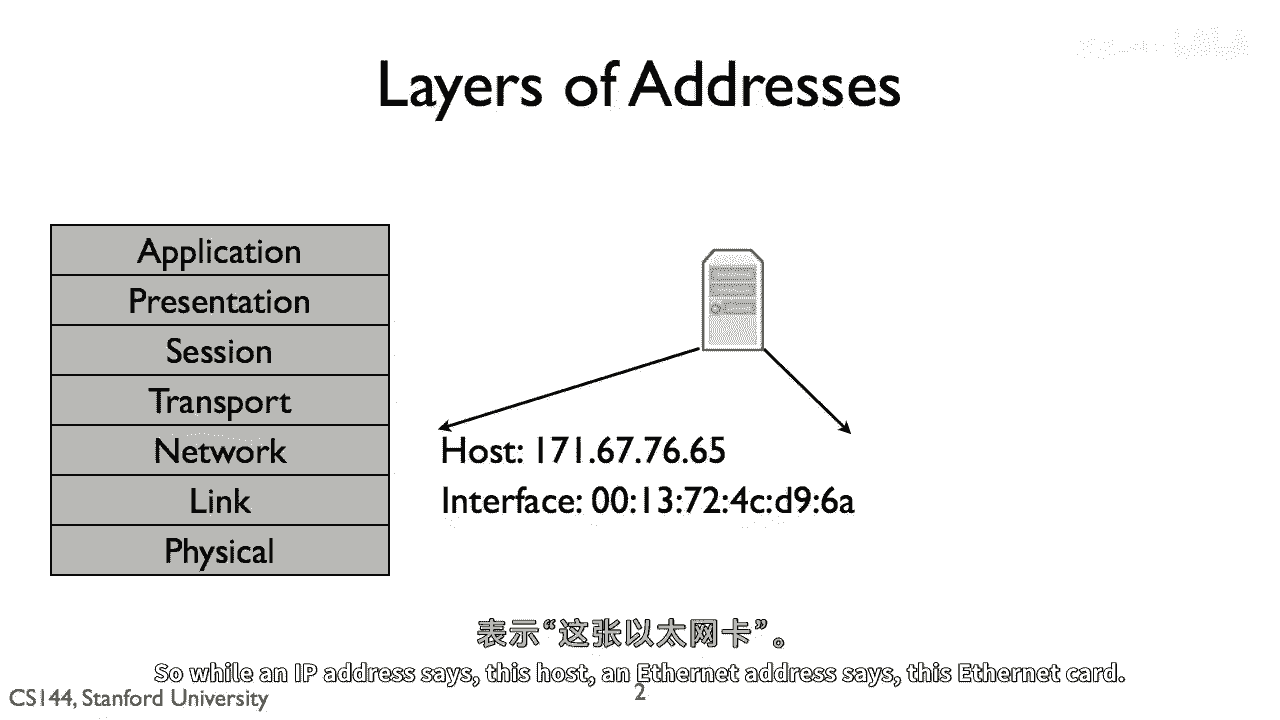 Layers of Addresses
Application
Presentation
Session
Transport
Network
Link
Physical
Host: 171.67.76.65
Interface: 00:13:72:4c:d9:6a
表示“这张以太网卡”。
So while an IP address says, this host, an Ethernet address says, this Ethernet card.
CS144, Stanford University
2